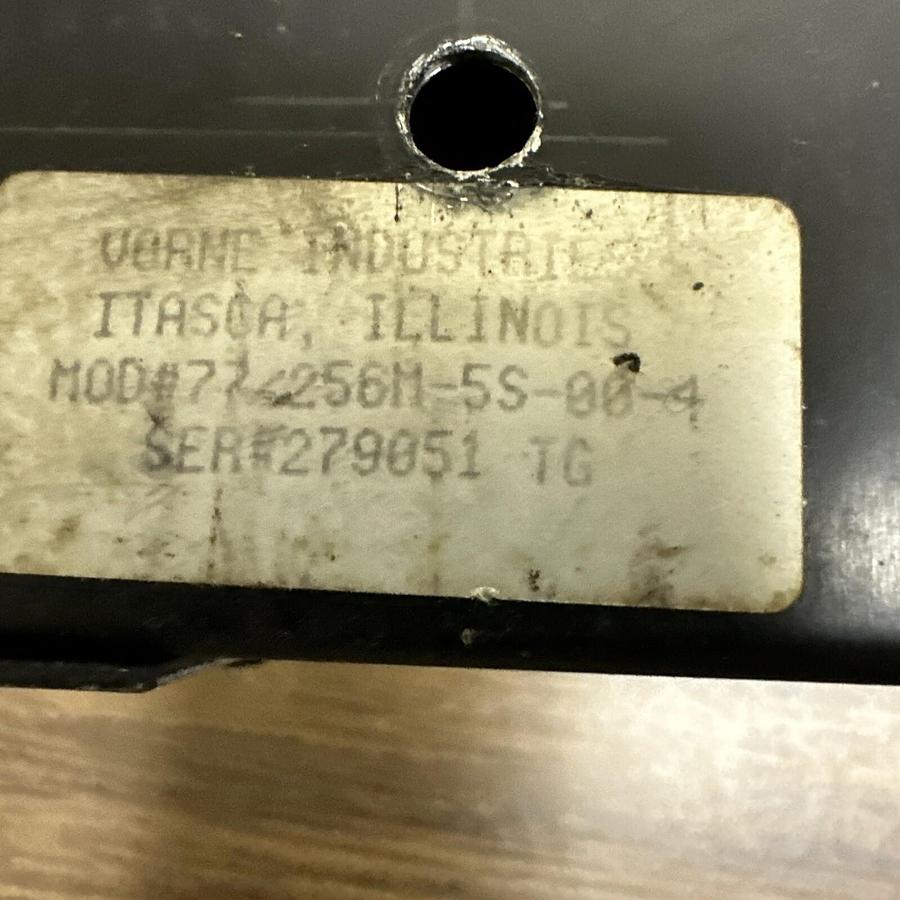 VORNE INDUSTRIES
ITASCA, ILLINOIS
MOD#77-256M-5S-00-4
SER#279051 TG